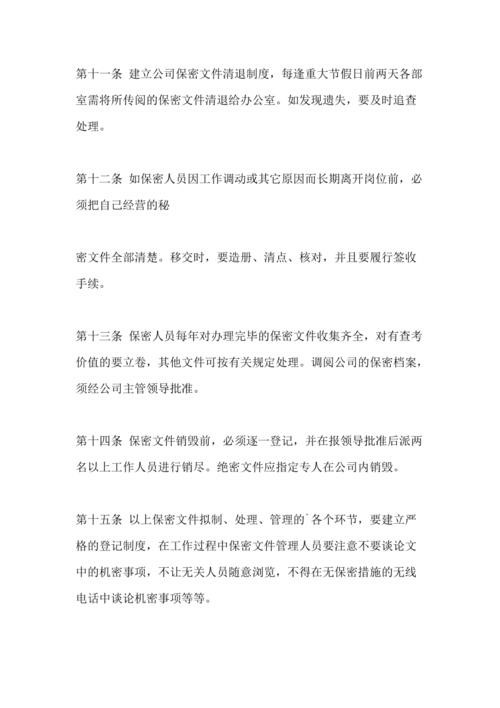 第十一条 建立公司保密文件清退制度，每逢重大节假日前两天各部
室需将所传阅的保密文件清退给办公室。如发现遗失，要及时追查
处理。
第十二条 如保密人员因工作调动或其它原因而长期离开岗位前，必
须把自己经营的秘
密文件全部清楚。移交时，要造册、清点、核对，并且要履行签收
手续。
第十三条 保密人员每年对办理完毕的保密文件收集齐全，对有查考
价值的要立卷，其他文件可按有关规定处理。调阅公司的保密档案，
须经公司主管领导批准。
第十四条 保密文件销毁前，必须逐一登记，并在报领导批准后派两
名以上工作人员进行销尽。绝密文件应指定专人在公司内销毁。
第十五条 以上保密文件拟制、处理、管理的`各个环节，要建立严
格的登记制度，在工作过程中保密文件管理人员要注意不要谈论文
中的机密事项，不让无关人员随意浏览，不得在无保密措施的无线
电话中谈论机密事项等等。